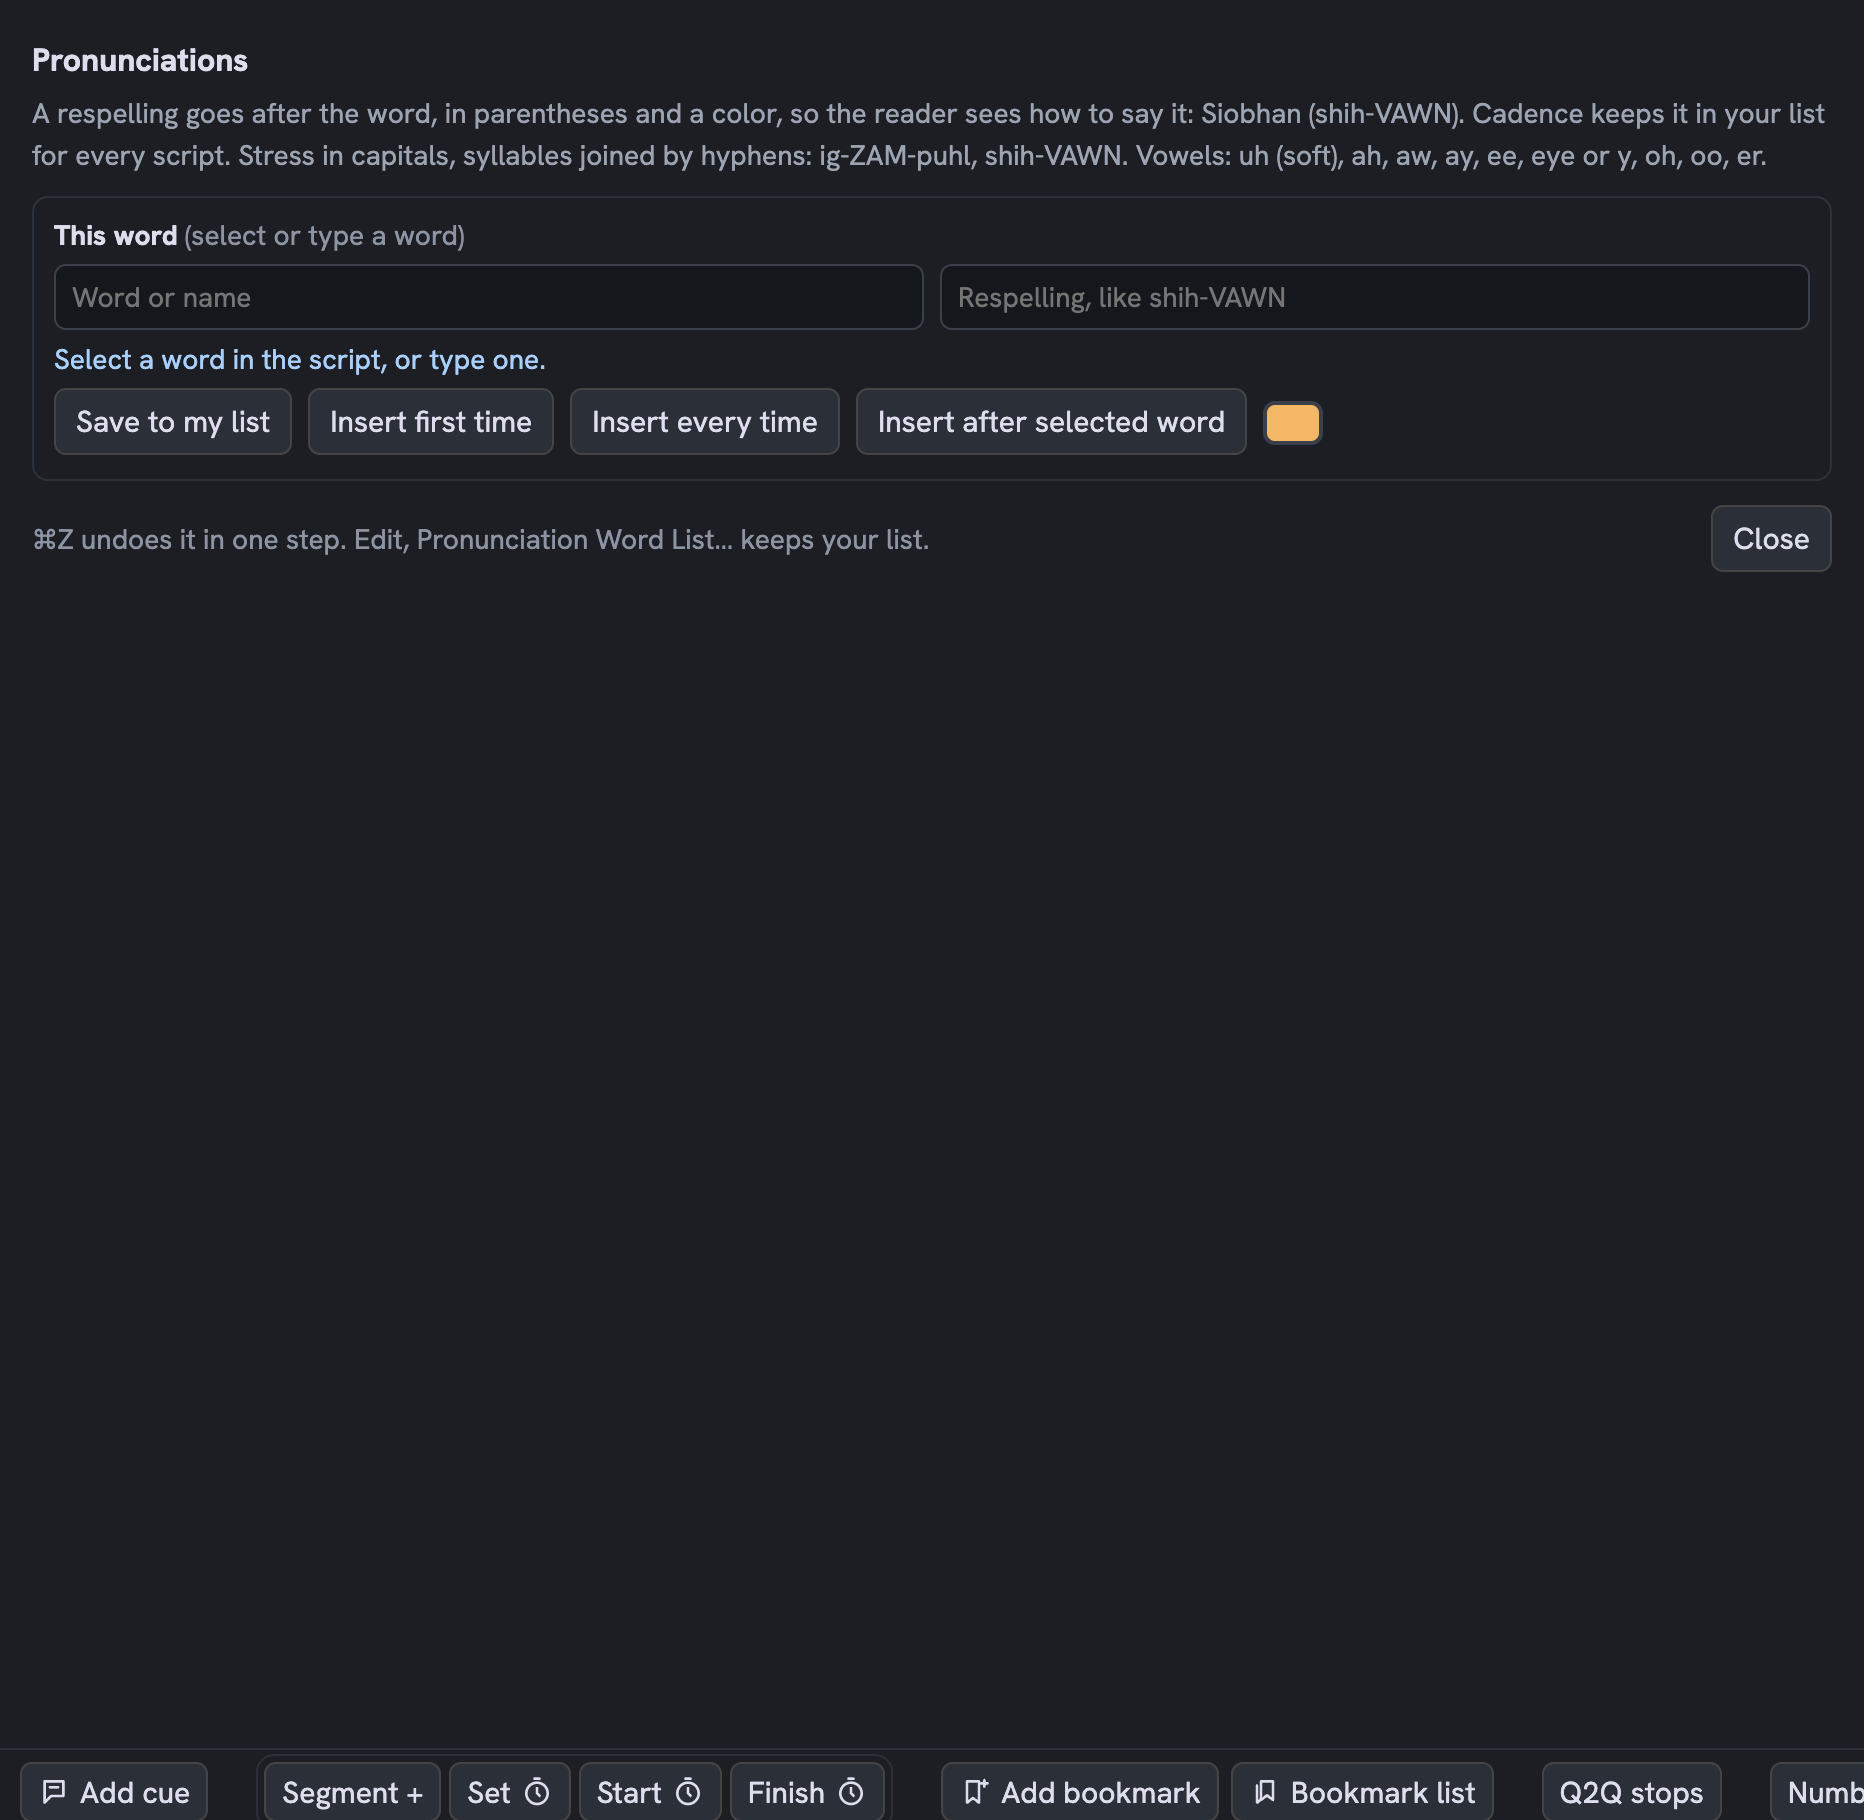 Pronunciations
A respelling goes after the word, in parentheses and a color, so the reader sees how to say it: Siobhan (shih-VAWN). Cadence keeps it in your list
for every script. Stress in capitals, syllables joined by hyphens: ig-ZAM-puhl, shih-VAWN. Vowels: uh (soft), ah, aw, ay, ee, eye or y, oh, oo, er.
This word (select or type a word)
Word or name Respelling, like shih-VAWN
Select a word in the script, or type one.
Save to my list Insert first time Insert every time Insert after selected word
⌘Z undoes it in one step. Edit, Pronunciation Word List... keeps your list. Close
Add cue Segment + Set Start Finish Add bookmark Bookmark list Q2Q stops Numb